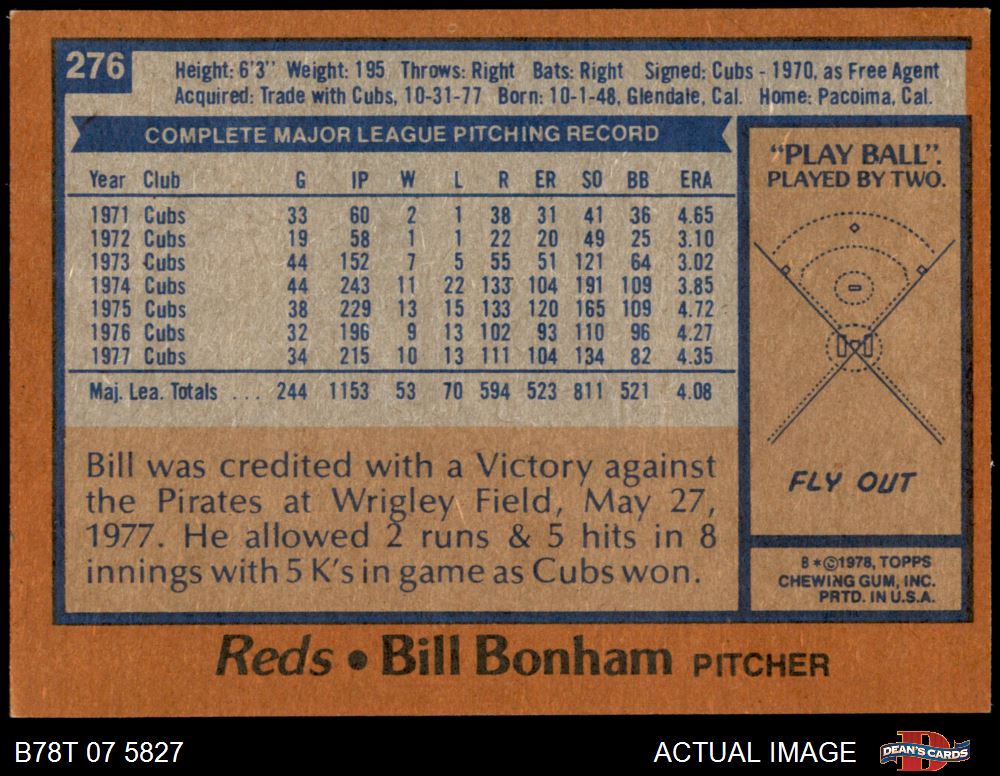 276
Height: 6'3" Weight: 195 Throws: Right Bats: Right Signed: Cubs - 1970, as Free Agent
Acquired: Trade with Cubs, 10-31-77 Born: 10-1-48, Glendale, Cal. Home: Pacoima, Cal.
COMPLETE MAJOR LEAGUE PITCHING RECORD
Year Club G IP W L R ER SO BB ERA
1971 Cubs 33 60 2 1 38 31 41 36 4.65
1972 Cubs 19 58 1 1 22 20 49 25 3.10
1973 Cubs 44 152 7 5 55 51 121 64 3.02
1974 Cubs 44 243 11 22 133 104 191 109 3.85
1975 Cubs 38 229 13 15 133 120 165 109 4.72
1976 Cubs 32 196 9 13 102 93 110 96 4.27
1977 Cubs 34 215 10 13 111 104 134 82 4.35
Maj. Lea. Totals ... 244 1153 53 70 594 523 811 521 4.08
Bill was credited with a Victory against
the Pirates at Wrigley Field, May 27,
1977. He allowed 2 runs & 5 hits in 8
innings with 5 K's in game as Cubs won.
"PLAY BALL".
PLAYED BY TWO.
FLY OUT
8*©1978, TOPPS
CHEWING GUM, INC.
PRTD. IN U.S.A.
Reds • Bill Bonham PITCHER
B78T 07 5827
ACTUAL IMAGE
DEAN'S CARDS